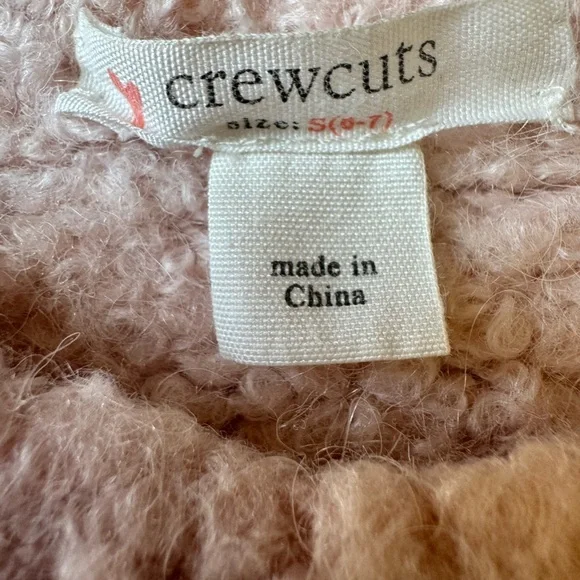 crewcuts
size: S(6-7)
made in
China